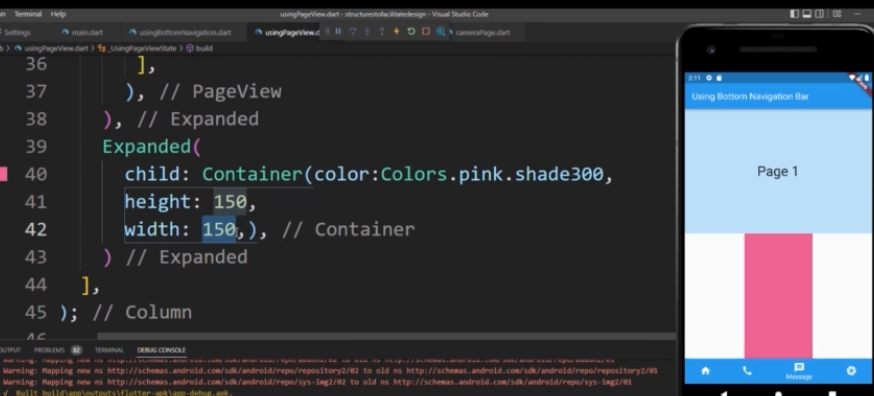 Terminal Help
usingPageView.dart - structurestofacilitatedesign - Visual Studio Code
Settings main.dart usingBottomNavigation.dart usingPageView.d cameraPage.dart
usingPageView.dart > _UsingPageViewState > build
36 ],
37 ), // PageView
38 ), // Expanded
39 Expanded(
40 child: Container(color:Colors.pink.shade300,
41 height: 150,
42 width: 150,), // Container
43 ) // Expanded
44 ],
45 ); // Column
46
OUTPUT PROBLEMS 82 TERMINAL DEBUG CONSOLE
Warning: Mapping new ns http://schemas.android.com/sdk/android/repo/repository2/02 to old ns http://schemas.android.com/sdk/android/repo/repository2/01
Warning: Mapping new ns http://schemas.android.com/sdk/android/repo/sys-img2/02 to old ns http://schemas.android.com/sdk/android/repo/sys-img2/01
√ Built build\app\outputs\flutter-apk\app-debug.apk.
3:11
Using Bottom Navigation Bar
Page 1
Message